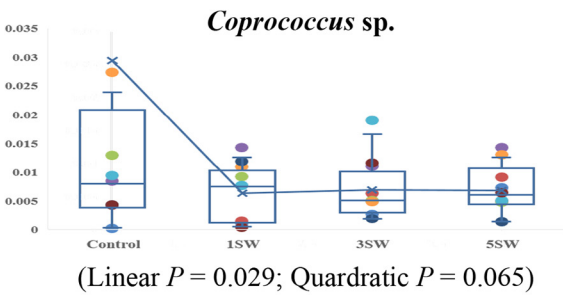 Coprococcus sp.
0.035
0.03
0.025
0.02
0.015
0.01
0.005
0
Control 1SW 3SW 5SW
(Linear P = 0.029; Quardratic P = 0.065)